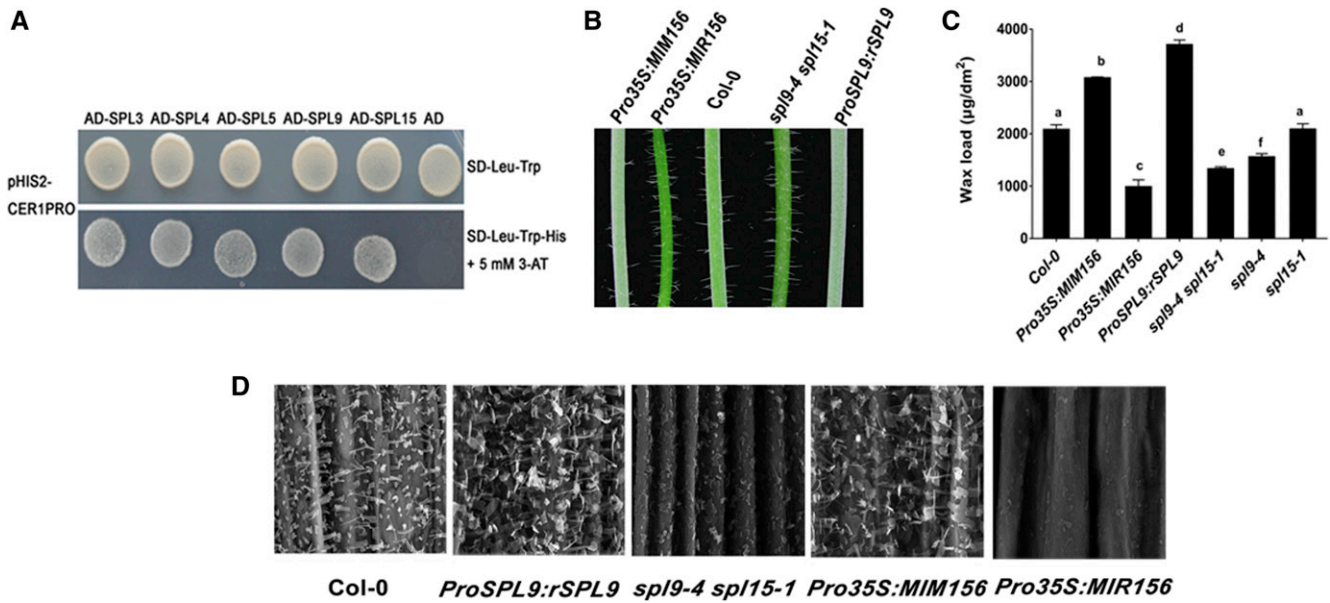 A
AD-SPL3 AD-SPL4 AD-SPL5 AD-SPL9 AD-SPL15 AD
pHIS2-
CER1PRO
SD-Leu-Trp
SD-Leu-Trp-His
+ 5 mM 3-AT
B
Pro35S:MIM156
Pro35S:MIR156
Col-0
spl9-4 spl15-1
ProSPL9:rSPL9
C
Wax load (µg/dm²)
4000
3000
2000
1000
0
a
b
c
d
e
f
a
Col-0
Pro35S:MIM156
Pro35S:MIR156
ProSPL9:rSPL9
spl9-4 spl15-1
spl9-4
spl15-1
D
Col-0 ProSPL9:rSPL9 spl9-4 spl15-1 Pro35S:MIM156 Pro35S:MIR156